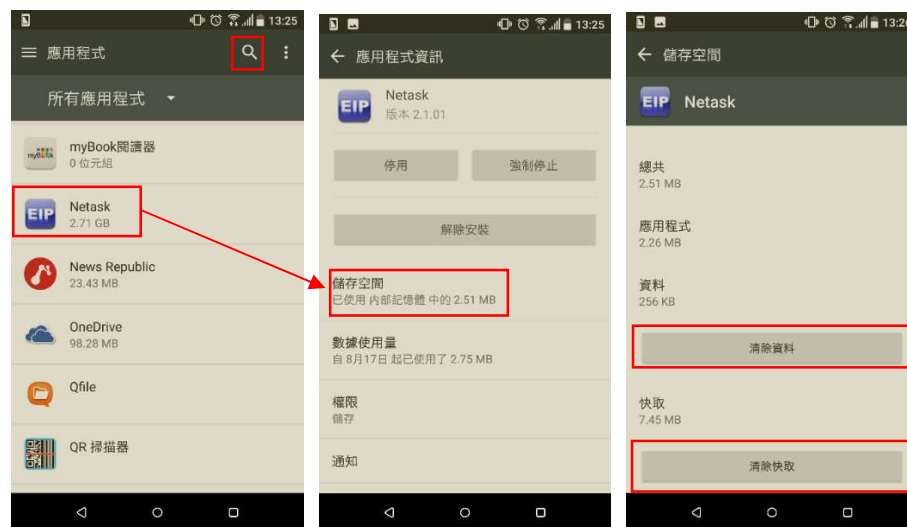 13:25
應用程式
所有應用程式
myBook
myBook閱讀器
0 位元組
EIP
Netask
2.71 GB
News Republic
23.43 MB
OneDrive
98.28 MB
Qfile
QR 掃描器
13:25
應用程式資訊
EIP
Netask
版本 2.1.01
停用
強制停止
解除安裝
儲存空間
已使用 內部記憶體 中的 2.51 MB
數據使用量
自 8月17日 起已使用了 2.75 MB
權限
儲存
通知
13:26
儲存空間
EIP Netask
總共
2.51 MB
應用程式
2.26 MB
資料
256 KB
清除資料
快取
7.45 MB
清除快取